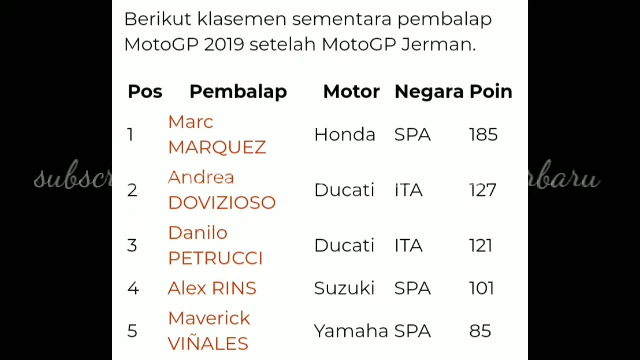 Berikut klasemen sementara pembalap
MotoGP 2019 setelah MotoGP Jerman.
Pos Pembalap Motor Negara Poin
1 Marc MARQUEZ Honda SPA 185
2 Andrea DOVIZIOSO Ducati ITA 127
3 Danilo PETRUCCI Ducati ITA 121
4 Alex RINS Suzuki SPA 101
5 Maverick VIÑALES Yamaha SPA 85